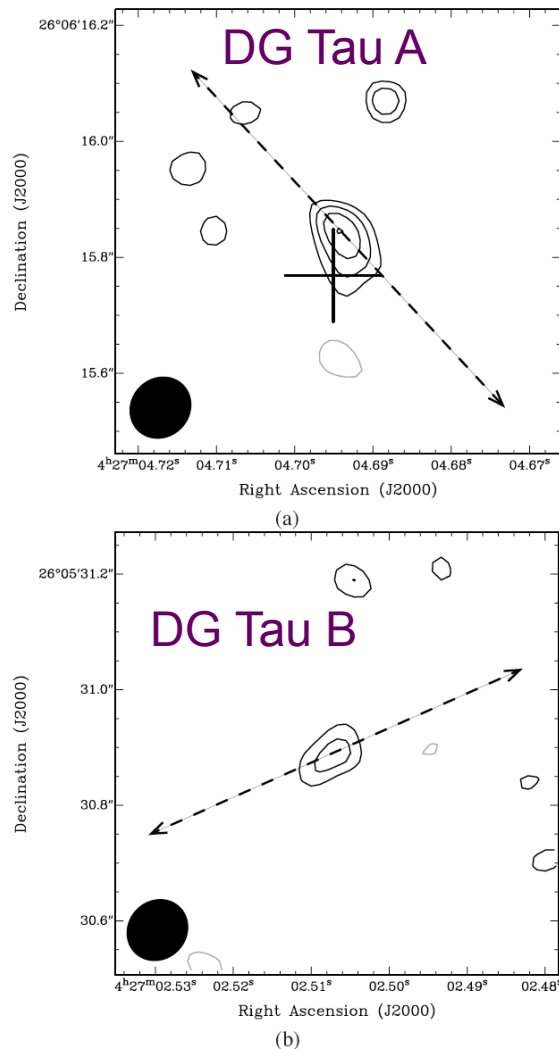 DG Tau A
26°06'16.2"
16.0"
15.8"
15.6"
Declination (J2000)
4ʰ27ᵐ04.72ˢ 04.71ˢ 04.70ˢ 04.69ˢ 04.68ˢ 04.67ˢ
Right Ascension (J2000)
(a)
DG Tau B
26°05'31.2"
31.0"
30.8"
30.6"
Declination (J2000)
4ʰ27ᵐ02.53ˢ 02.52ˢ 02.51ˢ 02.50ˢ 02.49ˢ 02.48ˢ
Right Ascension (J2000)
(b)